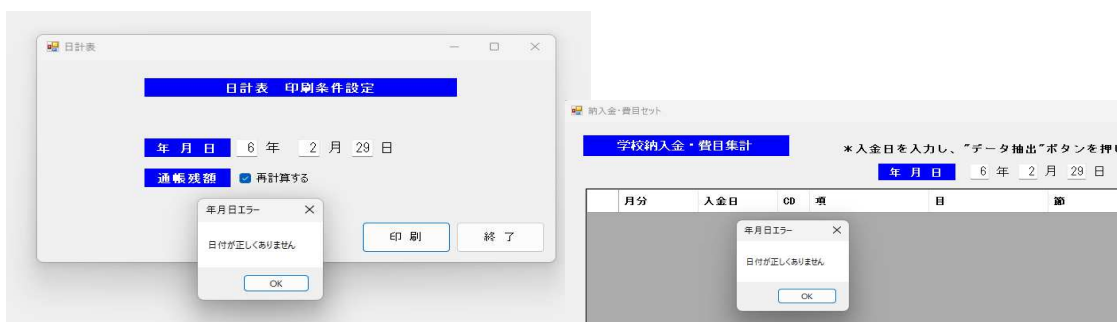 日計表
日計表 印刷条件設定
年 月 日 6 年 2 月 29 日
通帳残額 再計算する
年月日エラー
日付が正しくありません
OK
印 刷 終 了
納入金・費目セット
学校納入金・費目集計
*入金日を入力し、"データ抽出"ボタンを押し
年 月 日 6 年 2 月 29 日
月分 入金日 CD 項 目 節
年月日エラー
日付が正しくありません
OK